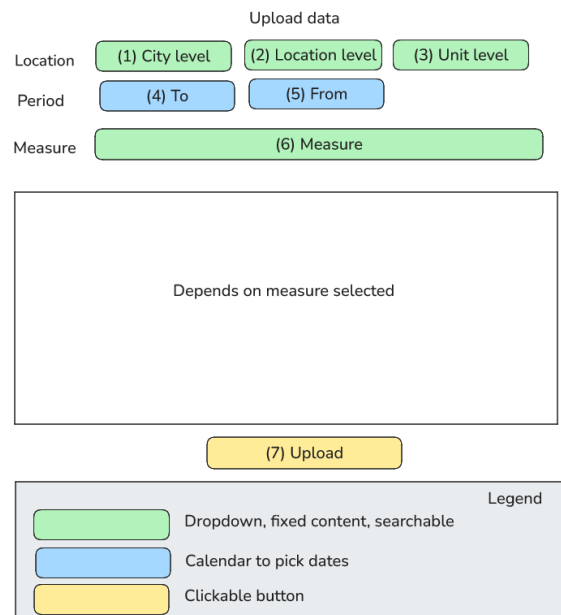 Upload data
Location (1) City level (2) Location level (3) Unit level
Period (4) To (5) From
Measure (6) Measure
Depends on measure selected
(7) Upload
Legend
Dropdown, fixed content, searchable
Calendar to pick dates
Clickable button